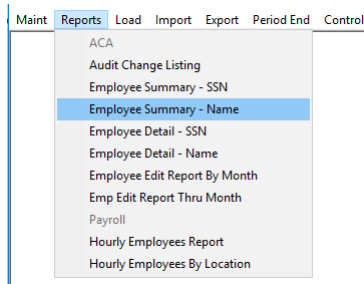 Maint Reports Load Import Export Period End Control
ACA
Audit Change Listing
Employee Summary - SSN
Employee Summary - Name
Employee Detail - SSN
Employee Detail - Name
Employee Edit Report By Month
Emp Edit Report Thru Month
Payroll
Hourly Employees Report
Hourly Employees By Location